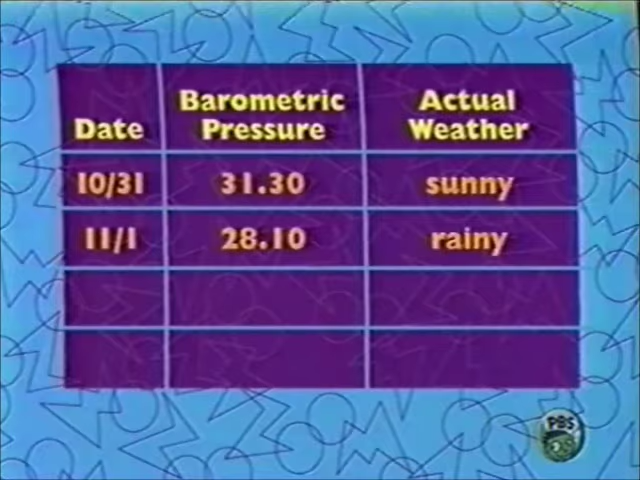 Date
Barometric
Pressure
Actual
Weather
10/31
31.30
sunny
11/1
28.10
rainy
PBS